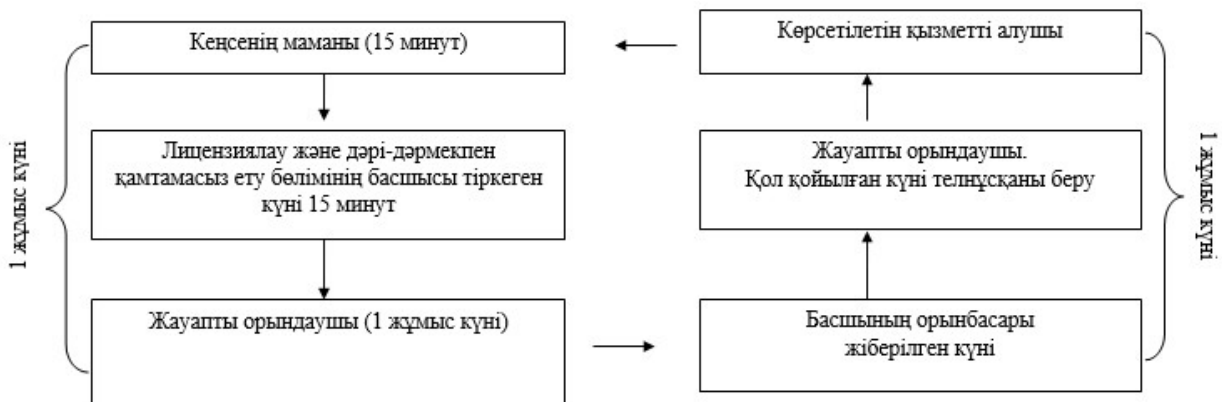 1 жұмыс күні
Кеңсенің маманы (15 минут)
Лицензиялау және дәрі-дәрмекпен
қамтамасыз ету бөлімінің басшысы тіркеген
күні 15 минут
Жауапты орындаушы (1 жұмыс күні)
Көрсетілетін қызметті алушы
Жауапты орындаушы.
Қол қойылған күні телнұсқаны беру
Басшының орынбасары
жіберілген күні
1 жұмыс күні